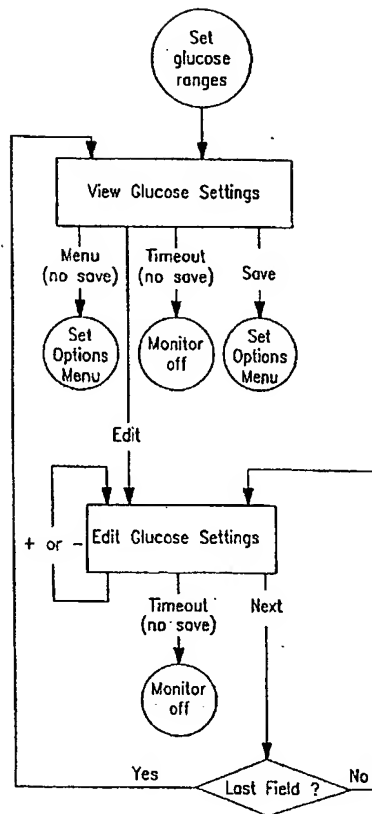 Set
glucose
ranges
View Glucose Settings
Menu
(no save)
Timeout
(no save)
Save
Set
Options
Menu
Monitor
off
Set
Options
Menu
Edit
+ or -
Edit Glucose Settings
Timeout
(no save)
Next
Monitor
off
Yes
Last Field ?
No